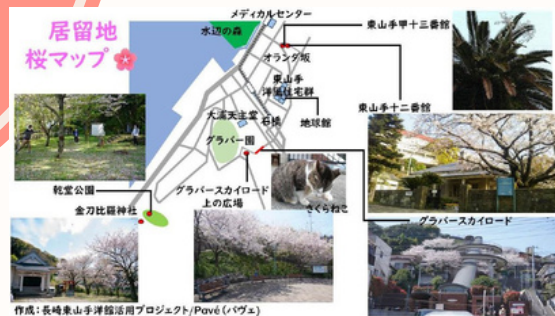 居留地
桜マップ
メディカルセンター
水辺の森
東山手甲十三番館
オランダ坂
東山手
洋風住宅群
東山手十二番館
大浦天主堂
石橋
地球館
グラバー園
乾堂公園
グラバースカイロード
上の広場
さくらねこ
グラバースカイロード
金刀比羅神社
作成:長崎東山手洋館活用プロジェクト/Pavé(パヴェ)